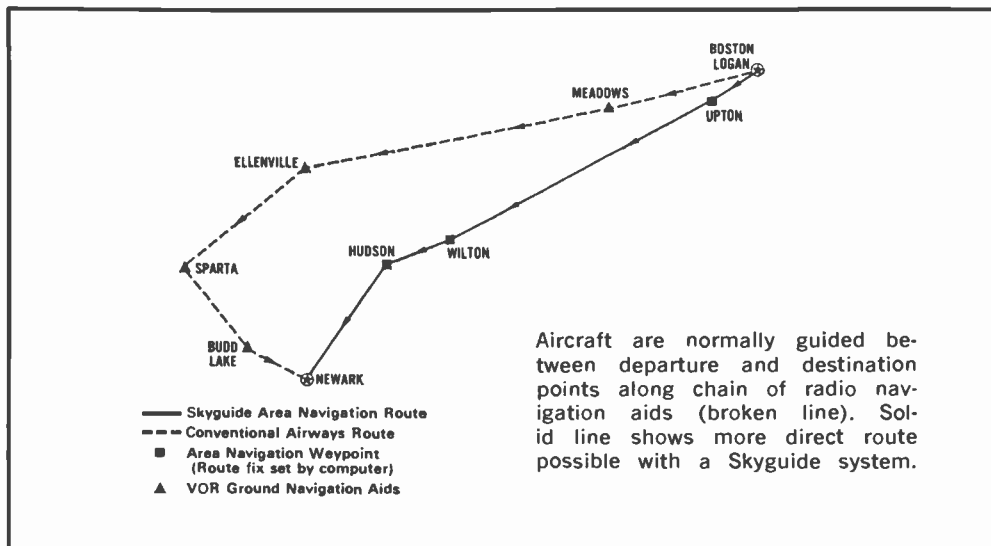 BOSTON
LOGAN
MEADOWS
UPTON
ELLENVILLE
HUDSON
WILTON
SPARTA
BUDD
LAKE
NEWARK
Skyguide Area Navigation Route
Conventional Airways Route
Area Navigation Waypoint
(Route fix set by computer)
VOR Ground Navigation Aids
Aircraft are normally guided be-
tween departure and destination
points along chain of radio nav-
igation aids (broken line). Sol-
id line shows more direct route
possible with a Skyguide system.